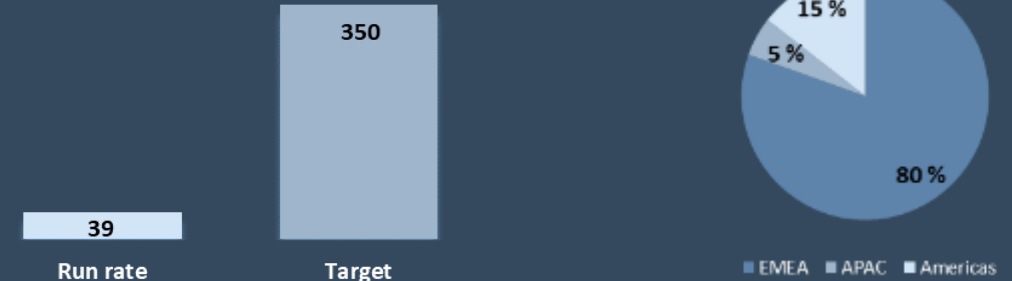 15 %
350
5 %
80 %
39
Run rate
Target
EMEA APAC Americas